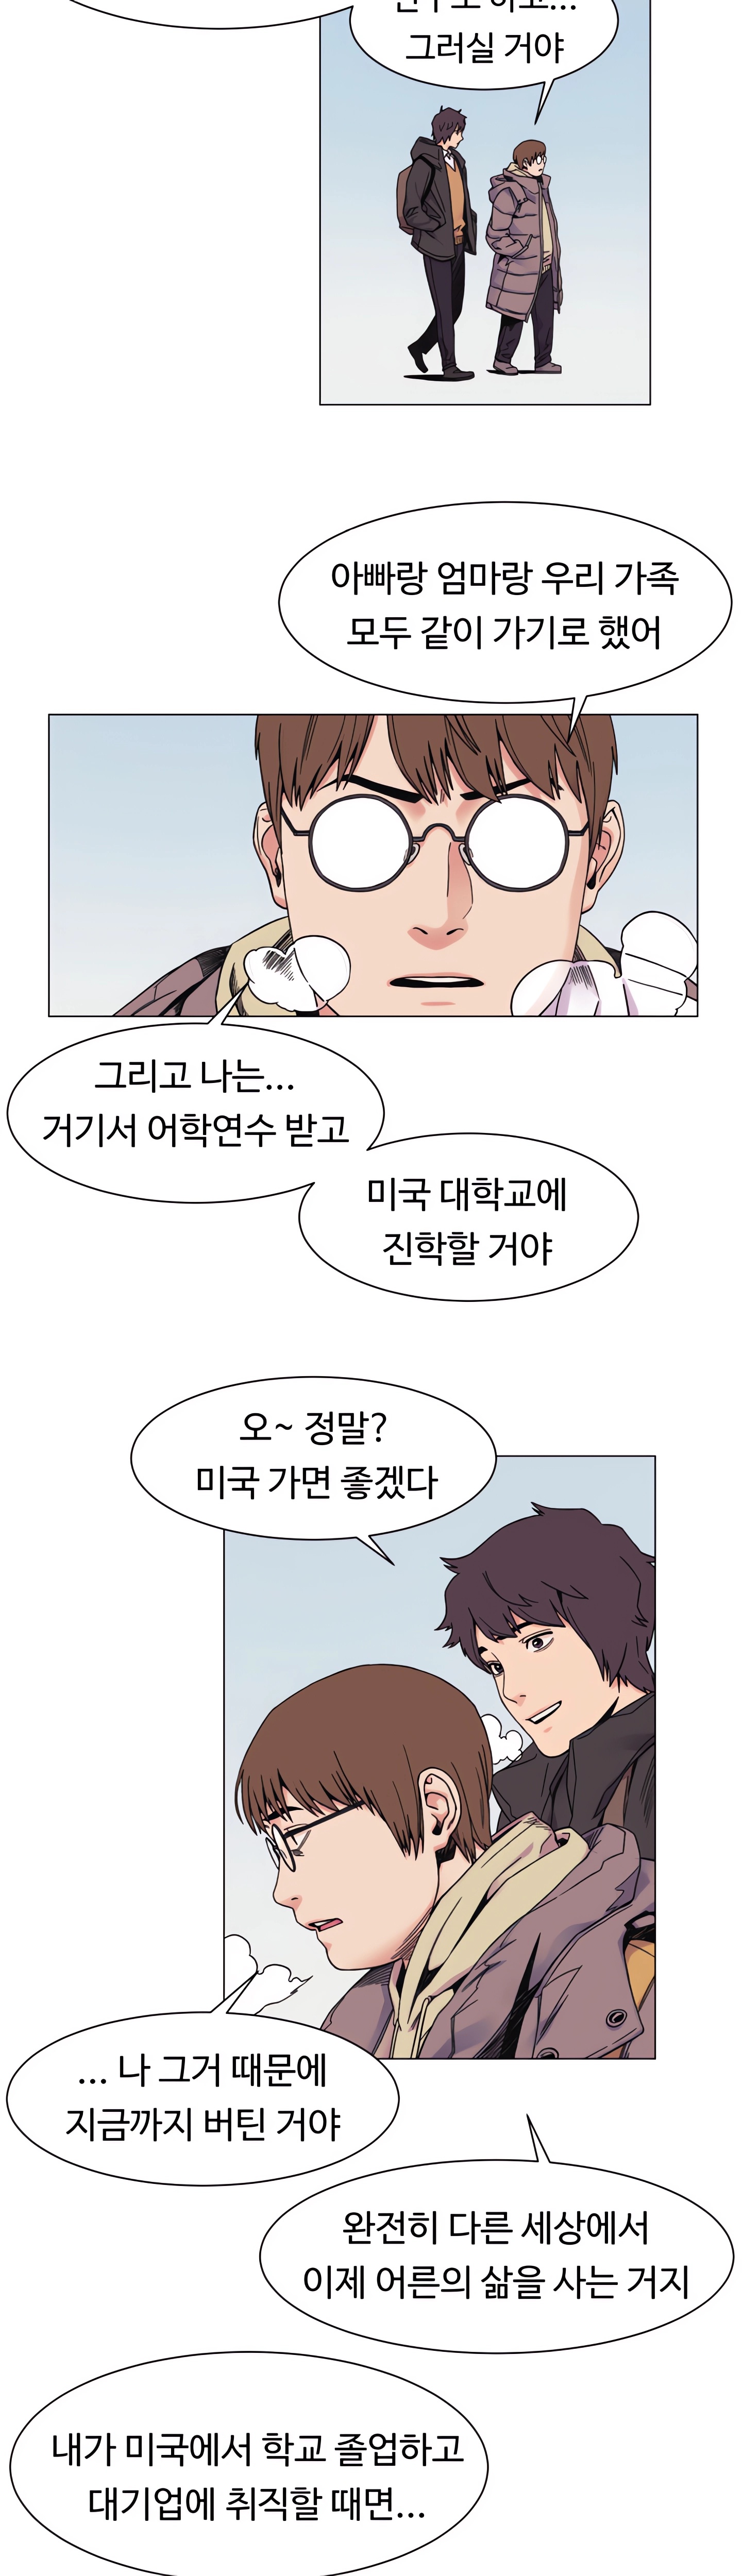 그러실 거야
아빠랑 엄마랑 우리 가족
모두 같이 가기로 했어
그리고 나는...
거기서 어학연수 받고
미국 대학교에
진학할 거야
오~ 정말?
미국 가면 좋겠다
... 나 그거 때문에
지금까지 버틴 거야
완전히 다른 세상에서
이제 어른의 삶을 사는 거지
내가 미국에서 학교 졸업하고
대기업에 취직할 때면...